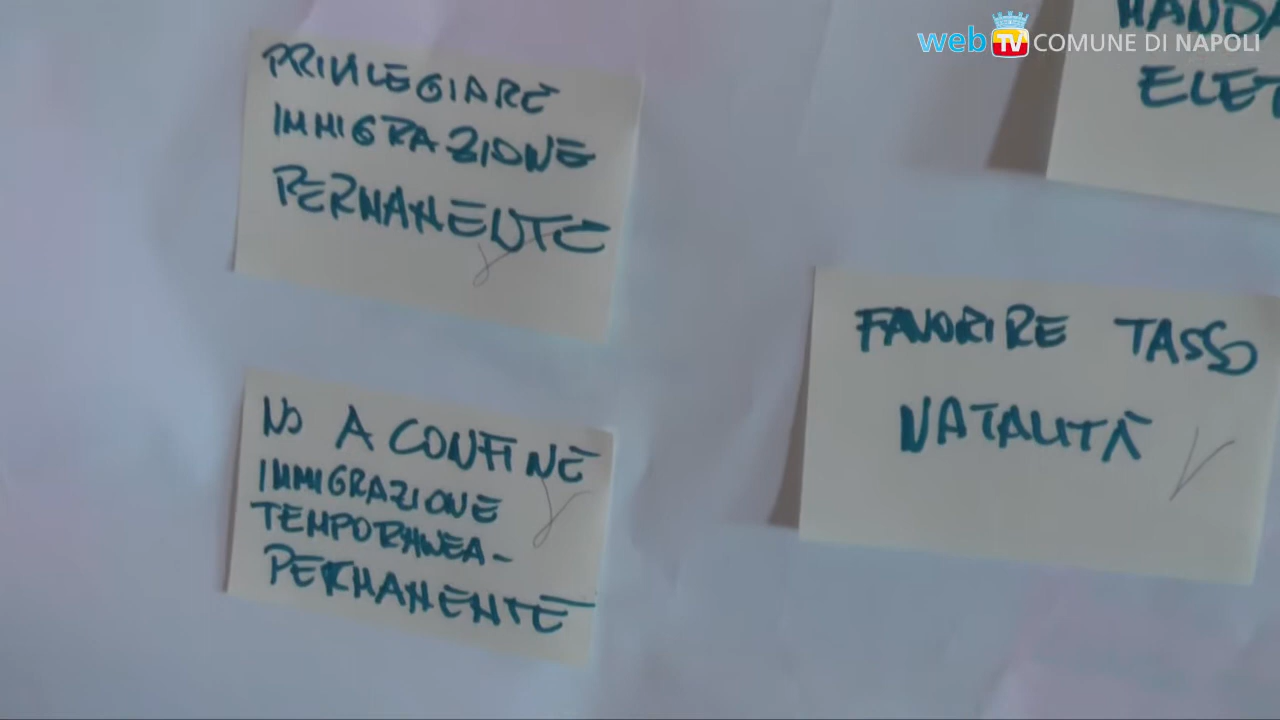 web TV COMUNE DI NAPOLI
PRIVILEGIARE
IMMIGRAZIONE
PERMANENTE
NO A CONFINE
IMMIGRAZIONE
TEMPORANEA-
PERMANENTE
FAVORIRE TASSO
NATALITÀ